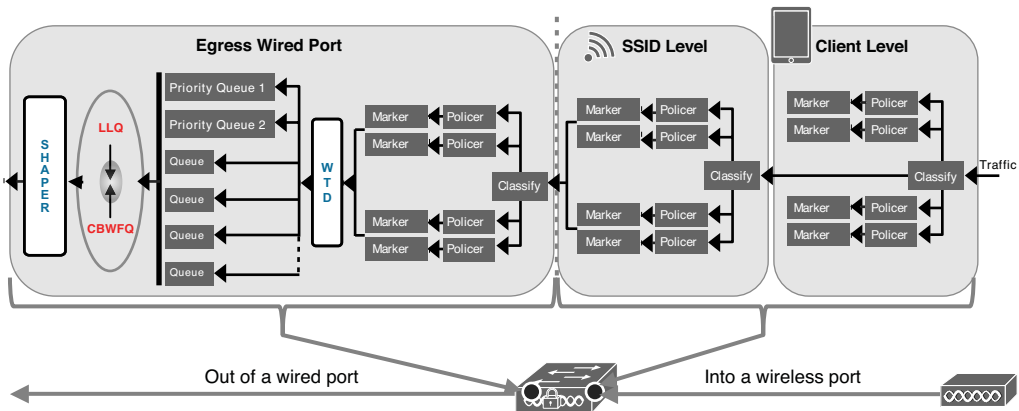 Egress Wired Port
SSID Level
Client Level
Priority Queue 1
Priority Queue 2
Queue
Queue
Queue
Queue
LLQ
CBWFQ
SHAPER
WTD
Marker
Policer
Marker
Policer
Classify
Marker
Policer
Marker
Policer
Marker
Policer
Marker
Policer
Classify
Marker
Policer
Marker
Policer
Marker
Policer
Marker
Policer
Classify
Traffic
Marker
Policer
Marker
Policer
Out of a wired port
Into a wireless port